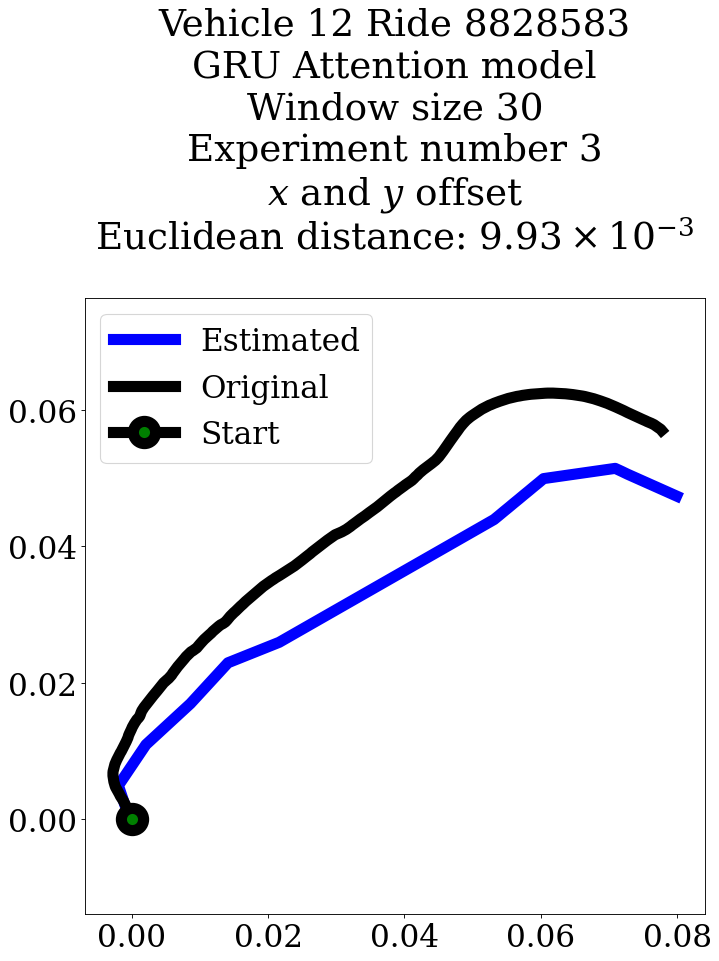 Vehicle 12 Ride 8828583
GRU Attention model
Window size 30
Experiment number 3
x and y offset
Euclidean distance: 9.93 × 10⁻³
Estimated
Original
Start
0.06
0.04
0.02
0.00
0.00 0.02 0.04 0.06 0.08